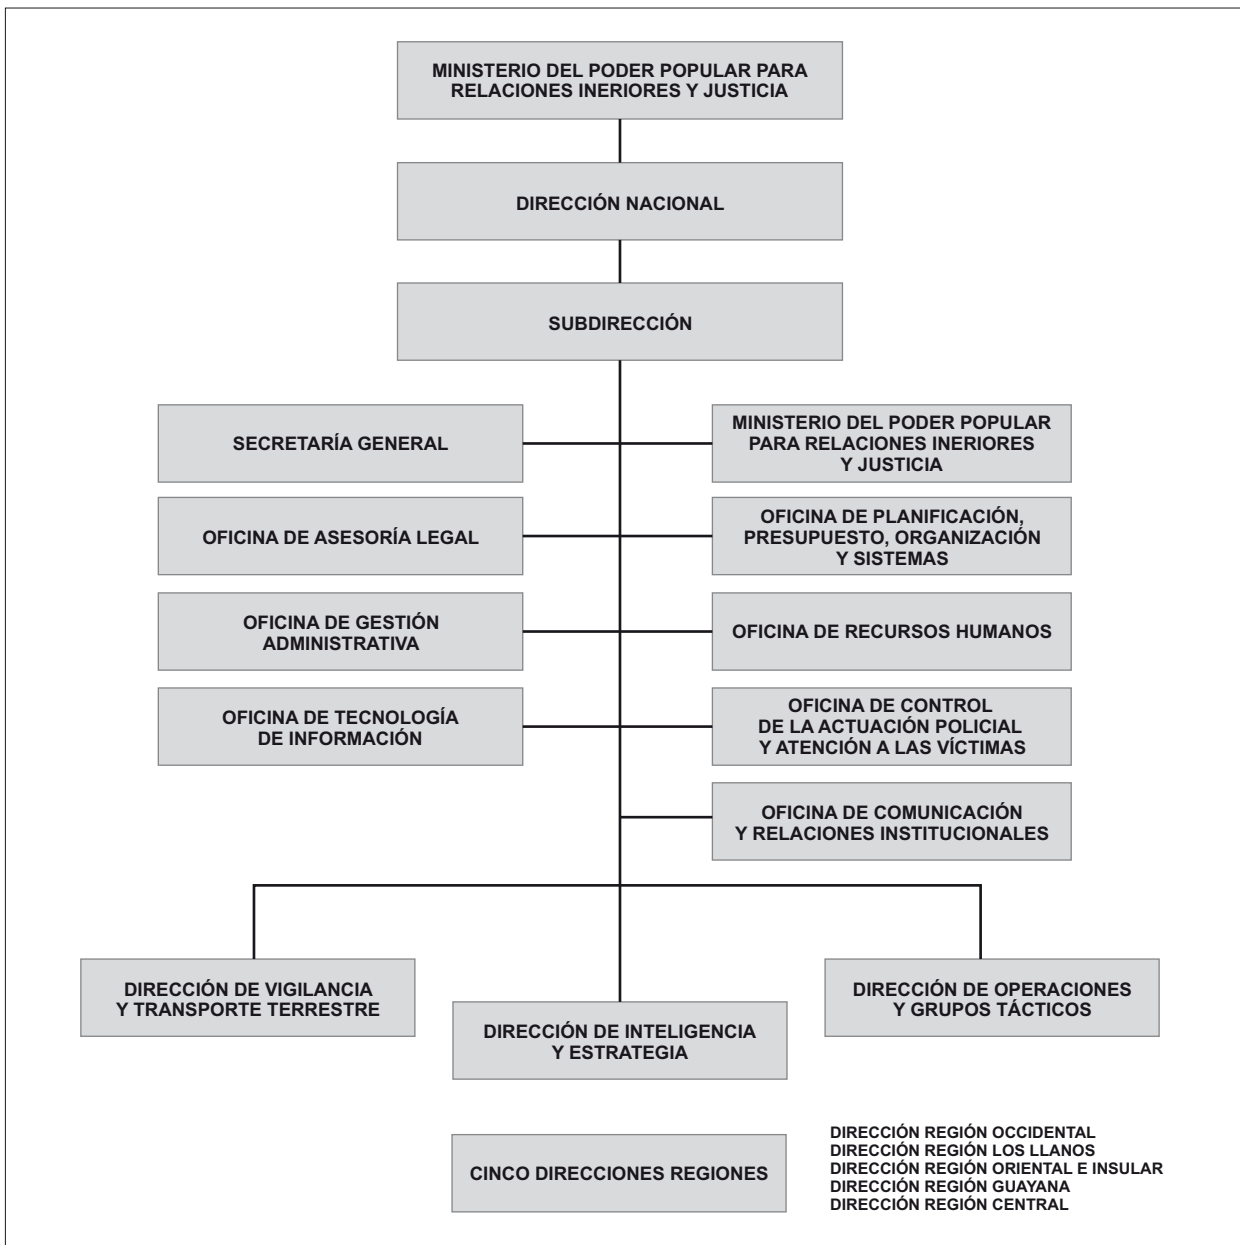 MINISTERIO DEL PODER POPULAR PARA
RELACIONES INERIORES Y JUSTICIA
DIRECCIÓN NACIONAL
SUBDIRECCIÓN
SECRETARÍA GENERAL
MINISTERIO DEL PODER POPULAR
PARA RELACIONES INERIORES
Y JUSTICIA
OFICINA DE ASESORÍA LEGAL
OFICINA DE PLANIFICACIÓN,
PRESUPUESTO, ORGANIZACIÓN
Y SISTEMAS
OFICINA DE GESTIÓN
ADMINISTRATIVA
OFICINA DE RECURSOS HUMANOS
OFICINA DE TECNOLOGÍA
DE INFORMACIÓN
OFICINA DE CONTROL
DE LA ACTUACIÓN POLICIAL
Y ATENCIÓN A LAS VÍCTIMAS
OFICINA DE COMUNICACIÓN
Y RELACIONES INSTITUCIONALES
DIRECCIÓN DE VIGILANCIA
Y TRANSPORTE TERRESTRE
DIRECCIÓN DE INTELIGENCIA
Y ESTRATEGIA
DIRECCIÓN DE OPERACIONES
Y GRUPOS TÁCTICOS
CINCO DIRECCIONES REGIONES
DIRECCIÓN REGIÓN OCCIDENTAL
DIRECCIÓN REGIÓN LOS LLANOS
DIRECCIÓN REGIÓN ORIENTAL E INSULAR
DIRECCIÓN REGIÓN GUAYANA
DIRECCIÓN REGIÓN CENTRAL